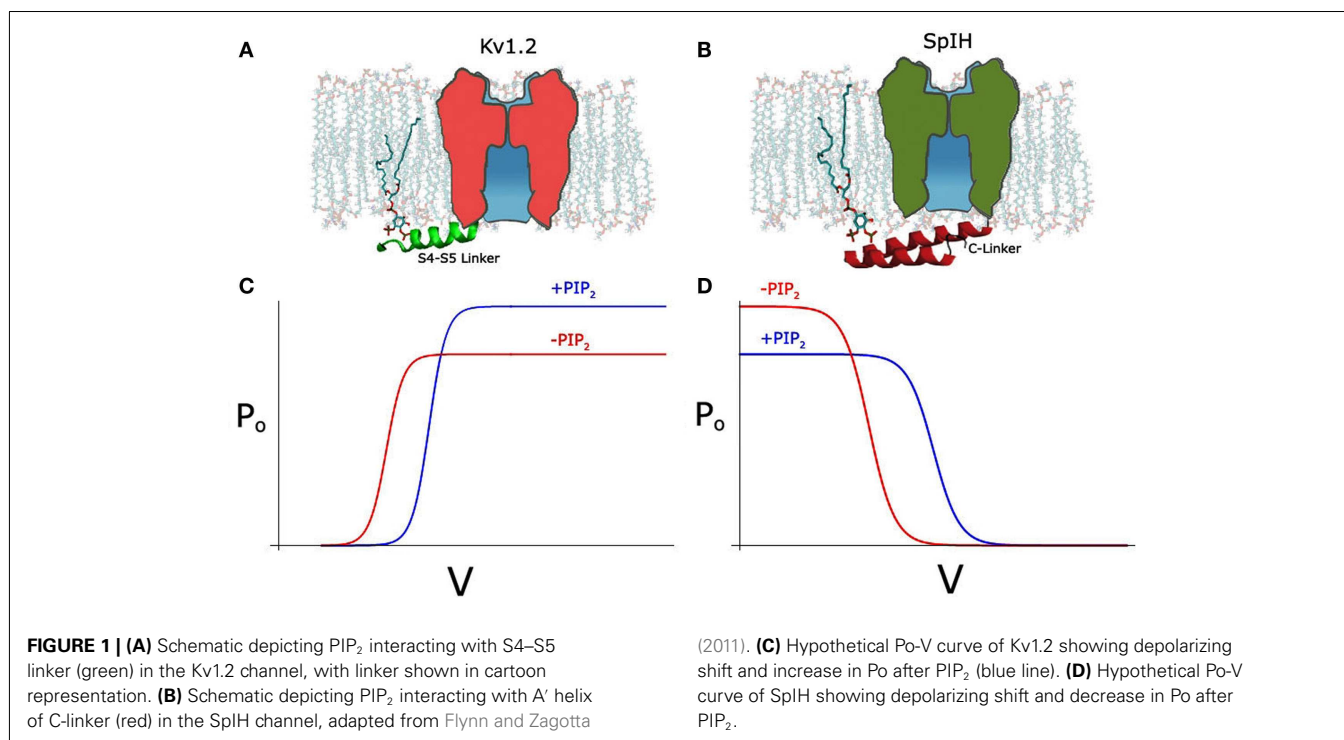 A
Kv1.2
S4-S5 Linker
B
SpIH
C-Linker
C
+PIP₂
-PIP₂
Pₒ
V
D
-PIP₂
+PIP₂
Pₒ
V
FIGURE 1 | (A) Schematic depicting PIP₂ interacting with S4–S5
linker (green) in the Kv1.2 channel, with linker shown in cartoon
representation. (B) Schematic depicting PIP₂ interacting with A′ helix
of C-linker (red) in the SpIH channel, adapted from Flynn and Zagotta
(2011). (C) Hypothetical Po-V curve of Kv1.2 showing depolarizing
shift and increase in Po after PIP₂ (blue line). (D) Hypothetical Po-V
curve of SpIH showing depolarizing shift and decrease in Po after
PIP₂.